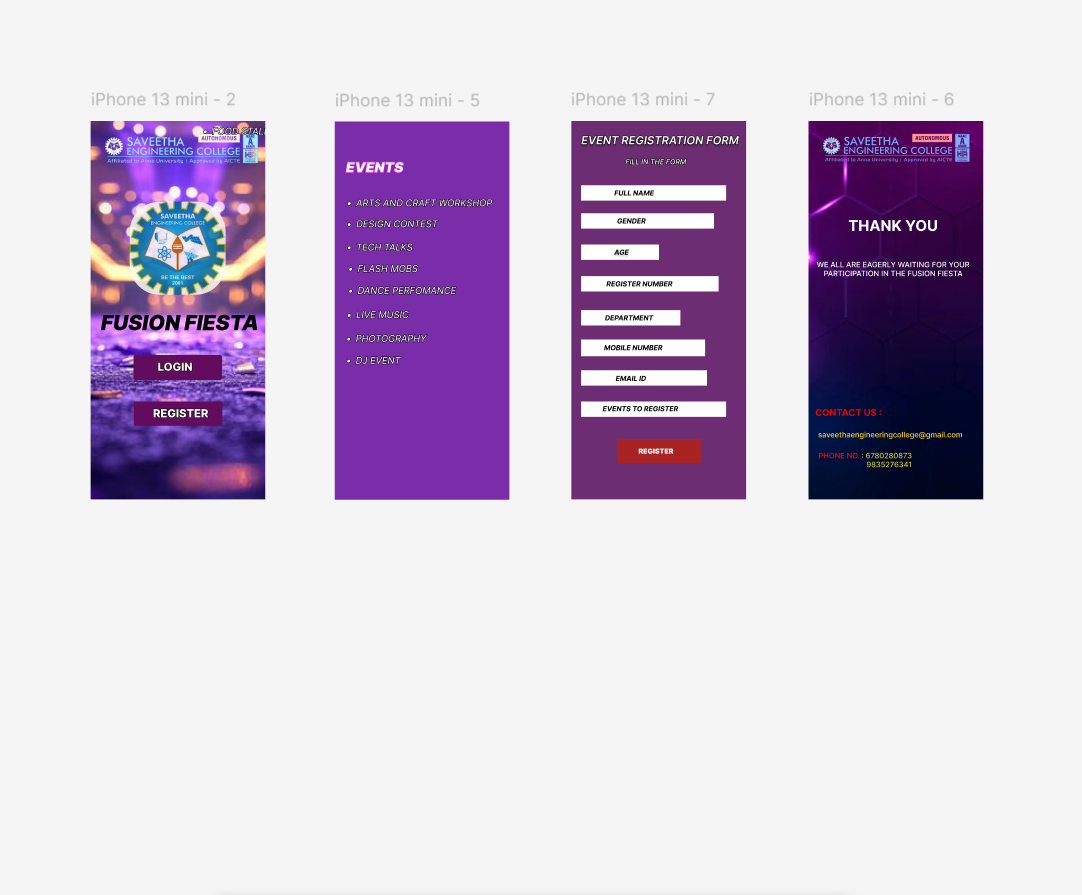 iPhone 13 mini - 2
• FOOD STALL
AUTONOMOUS
SAVEETHA
ENGINEERING COLLEGE
Affiliated to Anna University | Approved by AICTE
SAVEETHA
ENGINEERING COLLEGE
BE THE BEST
2001
FUSION FIESTA
LOGIN
REGISTER
iPhone 13 mini - 5
EVENTS
• ARTS AND CRAFT WORKSHOP
• DESIGN CONTEST
• TECH TALKS
• FLASH MOBS
• DANCE PERFOMANCE
• LIVE MUSIC
• PHOTOGRAPHY
• DJ EVENT
iPhone 13 mini - 7
EVENT REGISTRATION FORM
FILL IN THE FORM
FULL NAME
GENDER
AGE
REGISTER NUMBER
DEPARTMENT
MOBILE NUMBER
EMAIL ID
EVENTS TO REGISTER
REGISTER
iPhone 13 mini - 6
AUTONOMOUS
SAVEETHA
ENGINEERING COLLEGE
Affiliated to Anna University | Approved by AICTE
THANK YOU
WE ALL ARE EAGERLY WAITING FOR YOUR
PARTICIPATION IN THE FUSION FIESTA
CONTACT US :
saveethaengineeringcollege@gmail.com
PHONE NO. : 6780280873
9835276341